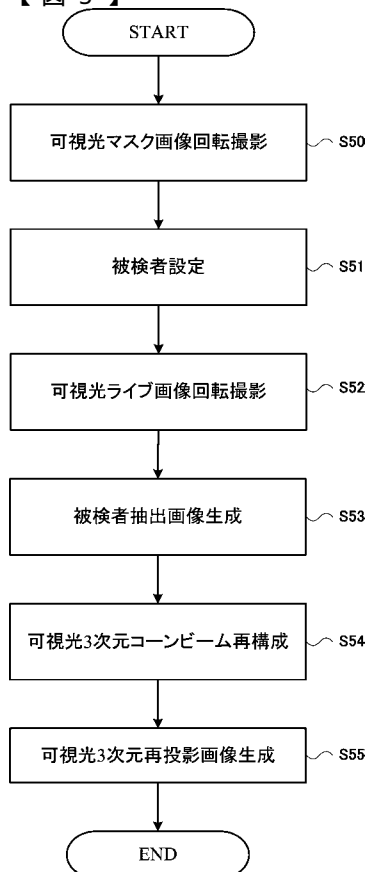 START
可視光マスク画像回転撮影
S50
被検者設定
S51
可視光ライブ画像回転撮影
S52
被検者抽出画像生成
S53
可視光3次元コーンビーム再構成
S54
可視光3次元再投影画像生成
S55
END